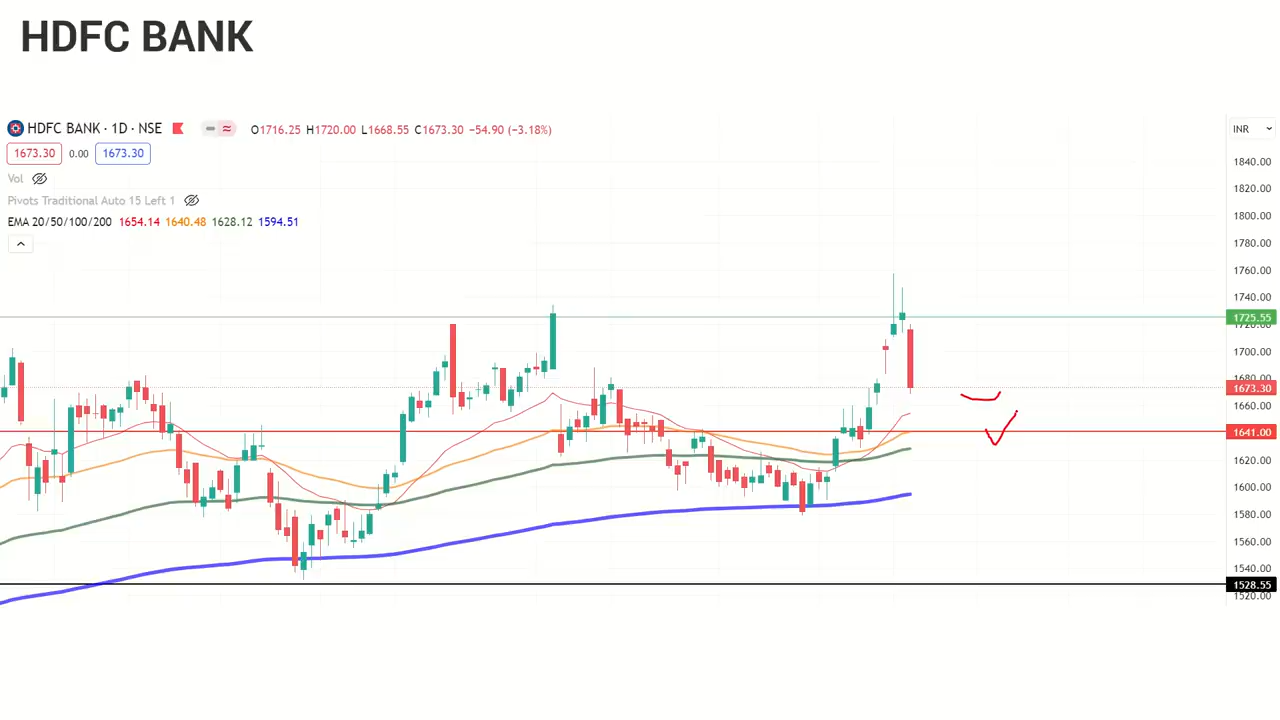 HDFC BANK
HDFC BANK · 1D · NSE O1716.25 H1720.00 L1668.55 C1673.30 −54.90 (−3.18%)
INR
1673.30 0.00 1673.30
Vol
Pivots Traditional Auto 15 Left 1
EMA 20/50/100/200 1654.14 1640.48 1628.12 1594.51
1840.00
1820.00
1800.00
1780.00
1760.00
1740.00
1725.55
1720.00
1700.00
1680.00
1673.30
1660.00
1641.00
1620.00
1600.00
1580.00
1560.00
1540.00
1528.55
1520.00